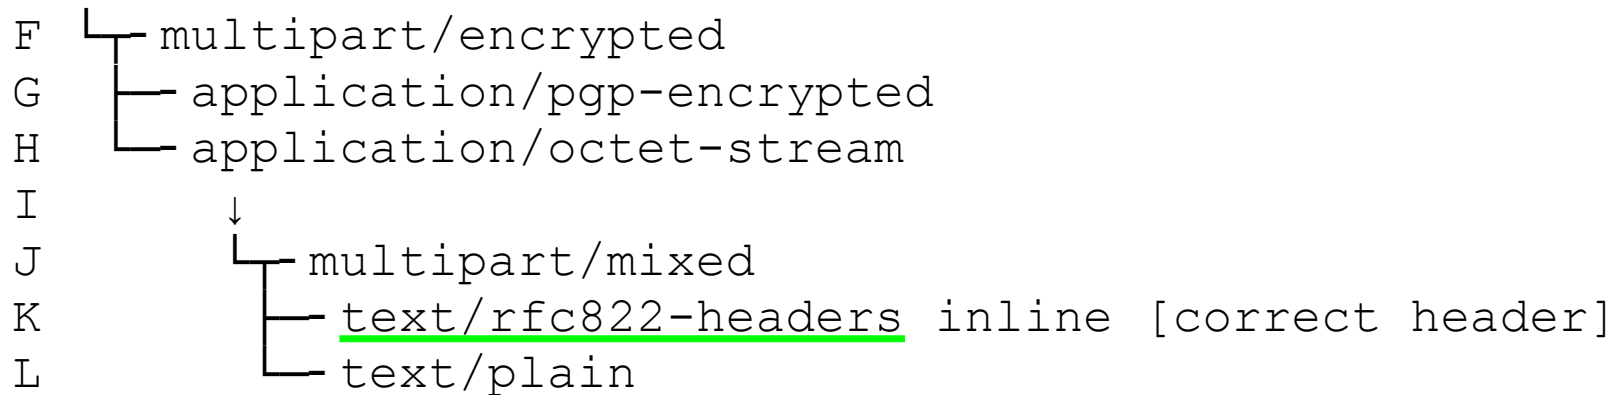 F └┬╴multipart/encrypted
G ├─╴application/pgp-encrypted
H └─╴application/octet-stream
I ↓
J └┬╴multipart/mixed
K ├─╴text/rfc822-headers inline [correct header]
L └─╴text/plain